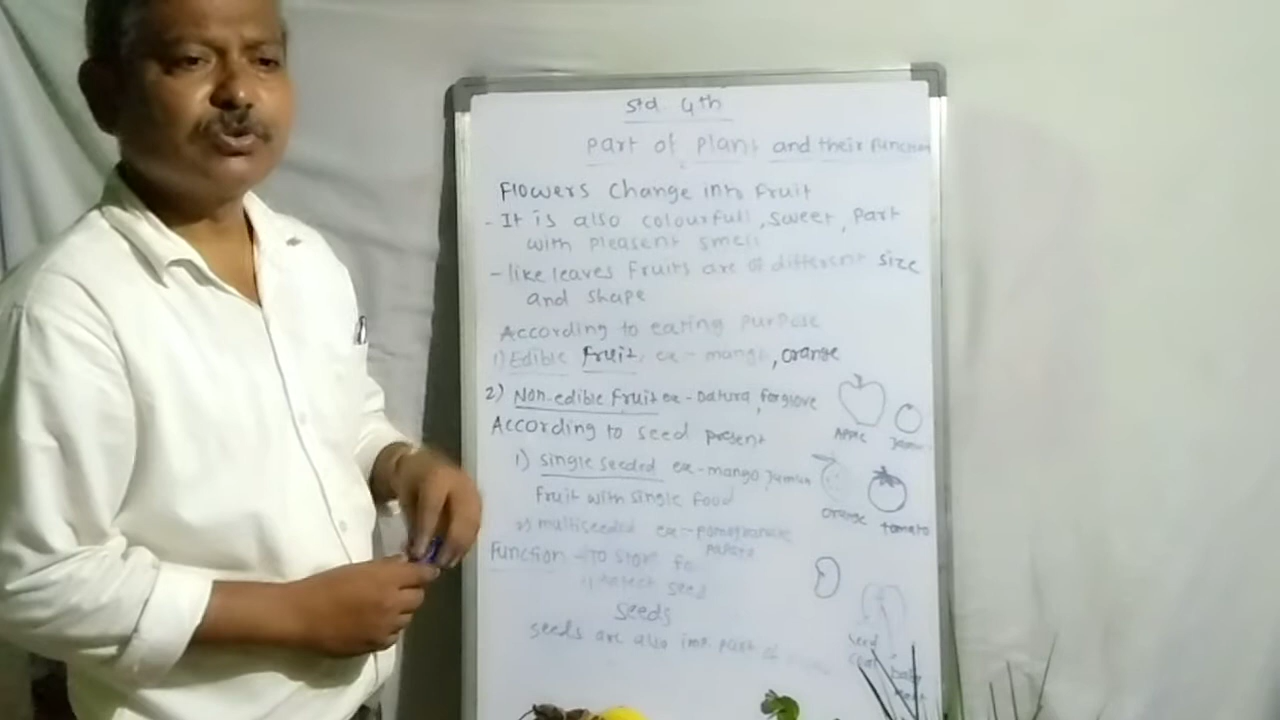 Std 4th
Part of Plant and their function
Flowers Change into Fruit
- It is also colourfull, sweet, part
with pleasent smell
- like leaves Fruits are of different size
and shape
According to eating purpose
1) Edible Fruit, ex - mango, orange
2) Non-edible Fruit ex - Datura, forglove
According to seed present
1) single seeded ex - mango, Jumun
Fruit with single food
2) multiseeded ex - pomegranate
Function - To store Fo
Protect seed
Seeds
Seeds are also imp. part of
Apple
orange tomato
seed
coat
baby